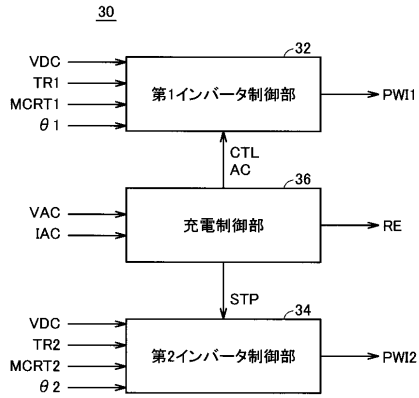 30
32
VDC
TR1
MCRT1
θ1
第1インバータ制御部
PWI1
CTL
AC
36
VAC
IAC
充電制御部
RE
STP
34
VDC
TR2
MCRT2
θ2
第2インバータ制御部
PWI2